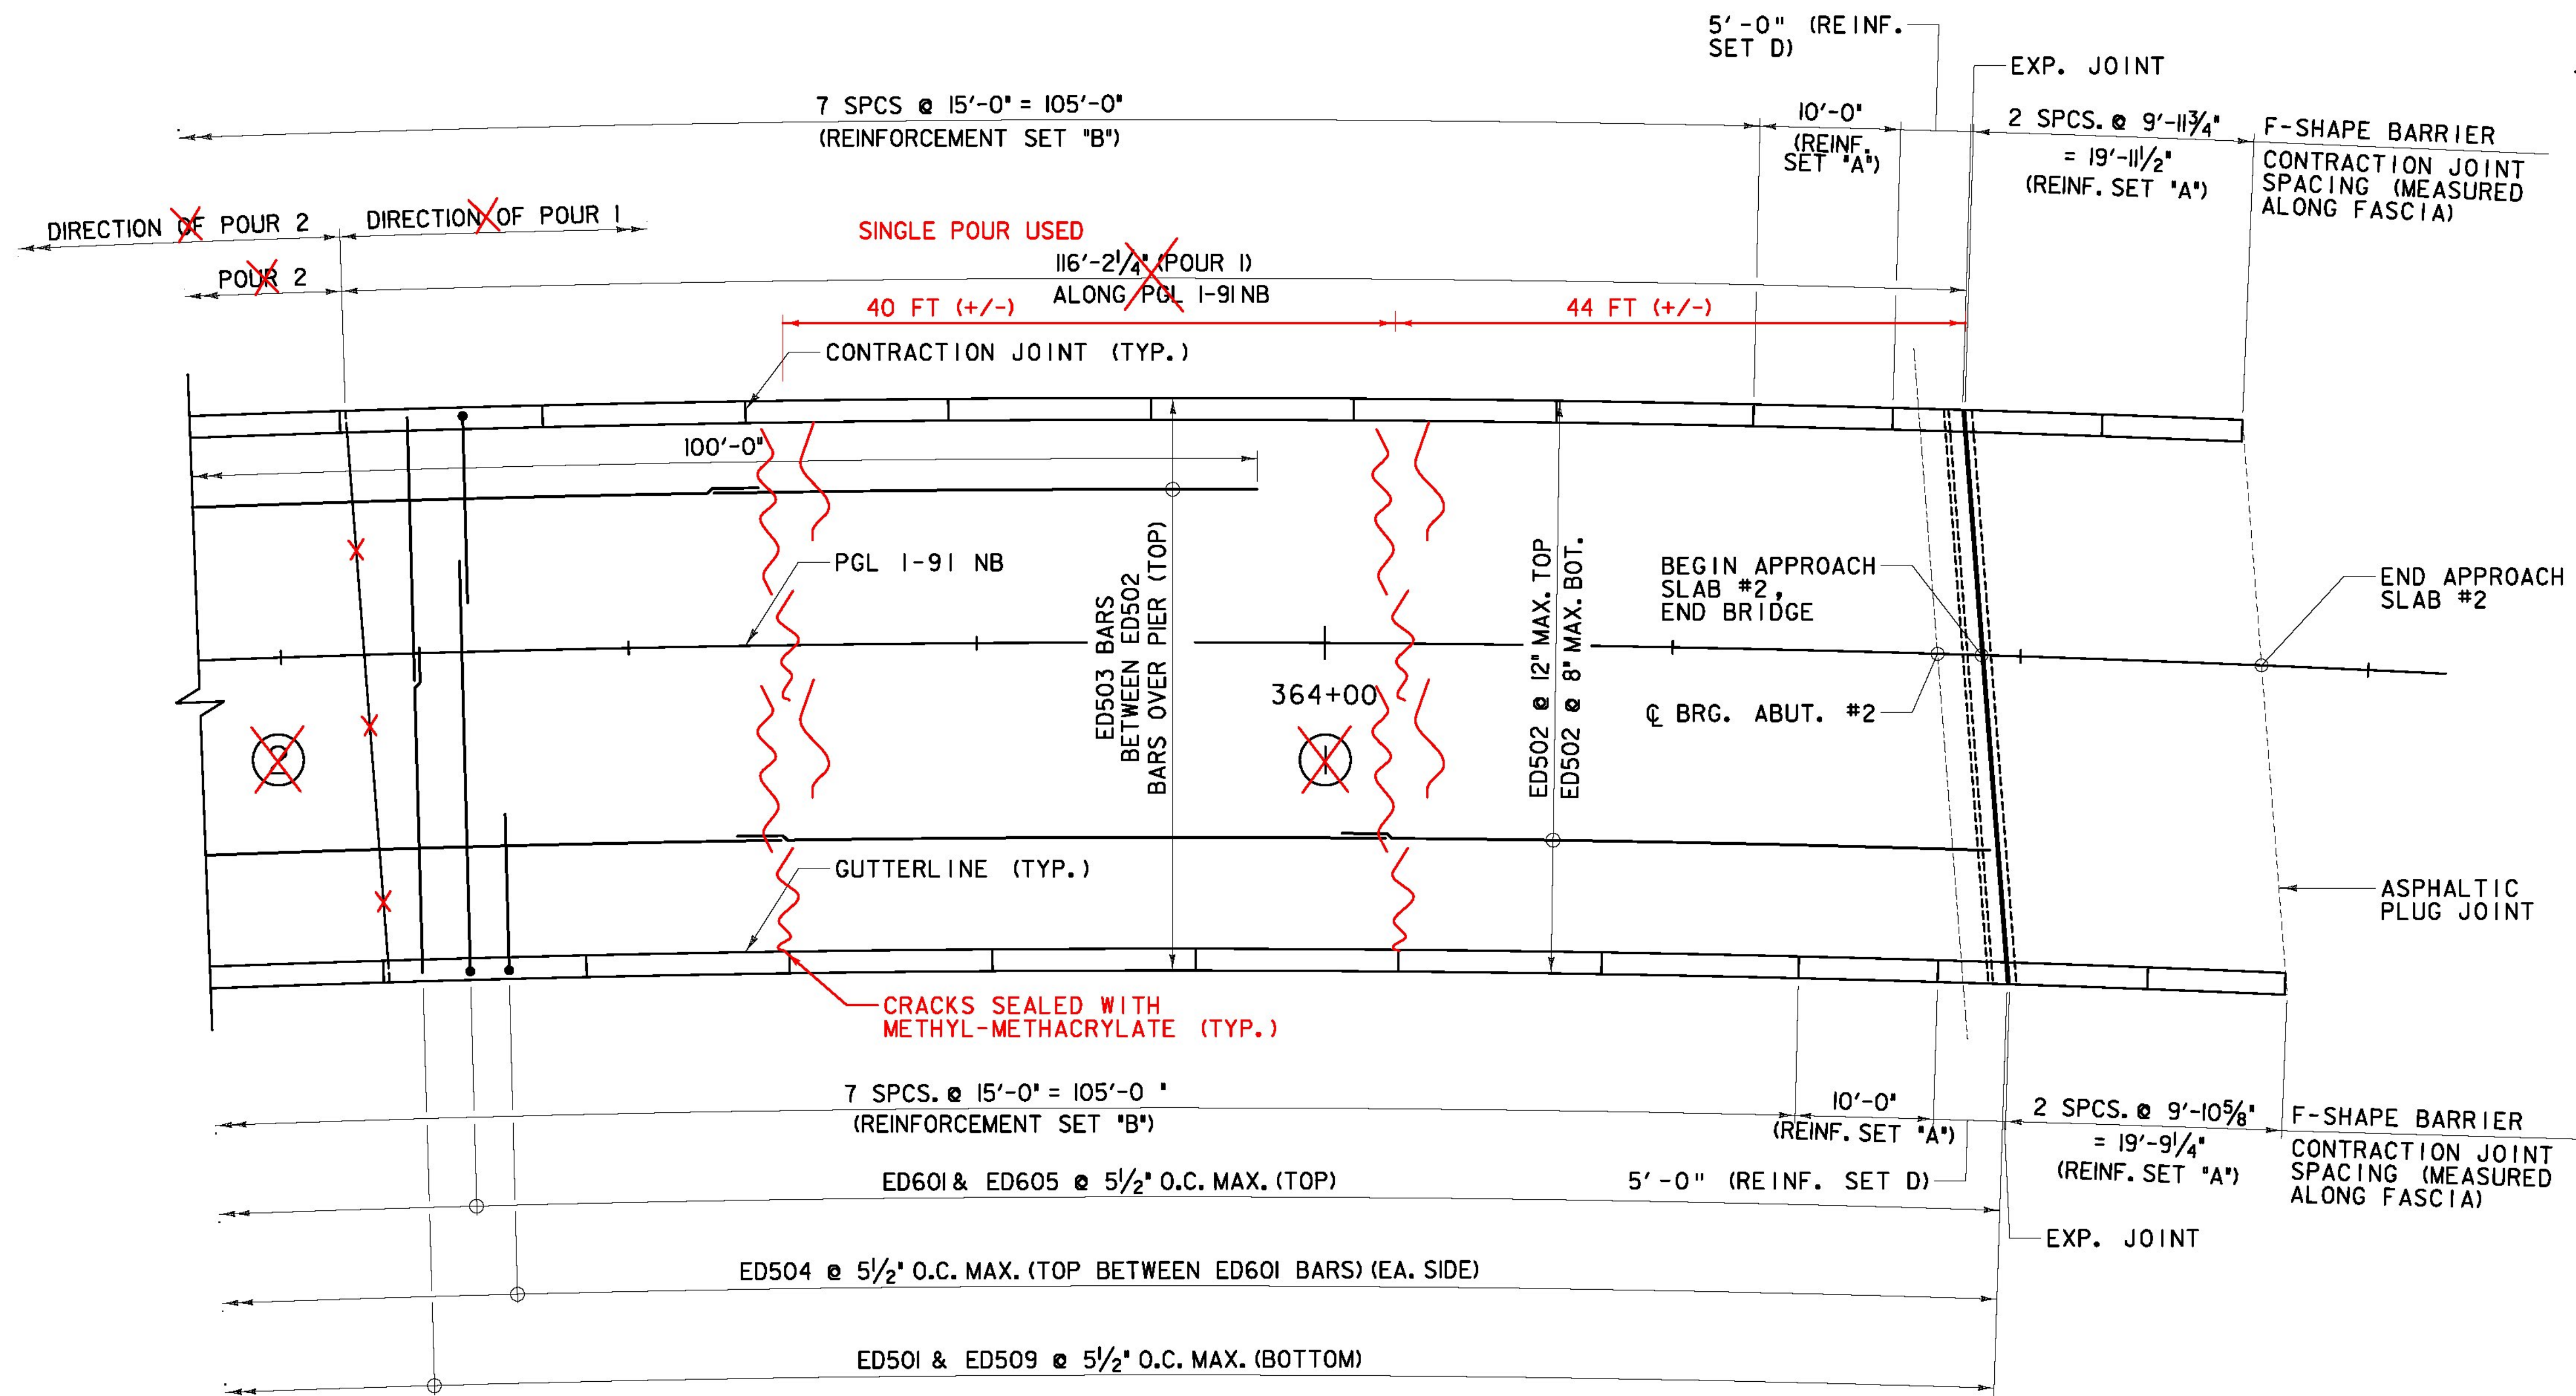 5'-0" (REINF.
SET D)
EXP. JOINT
7 SPCS @ 15'-0" = 105'-0"
(REINFORCEMENT SET "B")
10'-0"
(REINF.
SET "A")
2 SPCS. @ 9'-11¾"
= 19'-11½"
(REINF. SET "A")
F-SHAPE BARRIER
CONTRACTION JOINT
SPACING (MEASURED
ALONG FASCIA)
DIRECTION OF POUR 2
DIRECTION OF POUR 1
SINGLE POUR USED
POUR 2
116'-2¼" (POUR 1)
ALONG PGL I-91 NB
40 FT (+/-)
44 FT (+/-)
CONTRACTION JOINT (TYP.)
100'-0"
PGL I-91 NB
ED503 BARS
BETWEEN ED502
BARS OVER PIER (TOP)
364+00
ED502 @ 12" MAX. TOP
ED502 @ 8" MAX. BOT.
BEGIN APPROACH
SLAB #2,
END BRIDGE
END APPROACH
SLAB #2
℄ BRG. ABUT. #2
2
1
GUTTERLINE (TYP.)
ASPHALTIC
PLUG JOINT
CRACKS SEALED WITH
METHYL-METHACRYLATE (TYP.)
7 SPCS. @ 15'-0" = 105'-0 "
(REINFORCEMENT SET "B")
10'-0"
(REINF. SET "A")
2 SPCS. @ 9'-10⅝"
= 19'-9¼"
(REINF. SET "A")
F-SHAPE BARRIER
CONTRACTION JOINT
SPACING (MEASURED
ALONG FASCIA)
ED601 & ED605 @ 5½" O.C. MAX. (TOP)
5'-0" (REINF. SET D)
EXP. JOINT
ED504 @ 5½" O.C. MAX. (TOP BETWEEN ED601 BARS) (EA. SIDE)
ED501 & ED509 @ 5½" O.C. MAX. (BOTTOM)